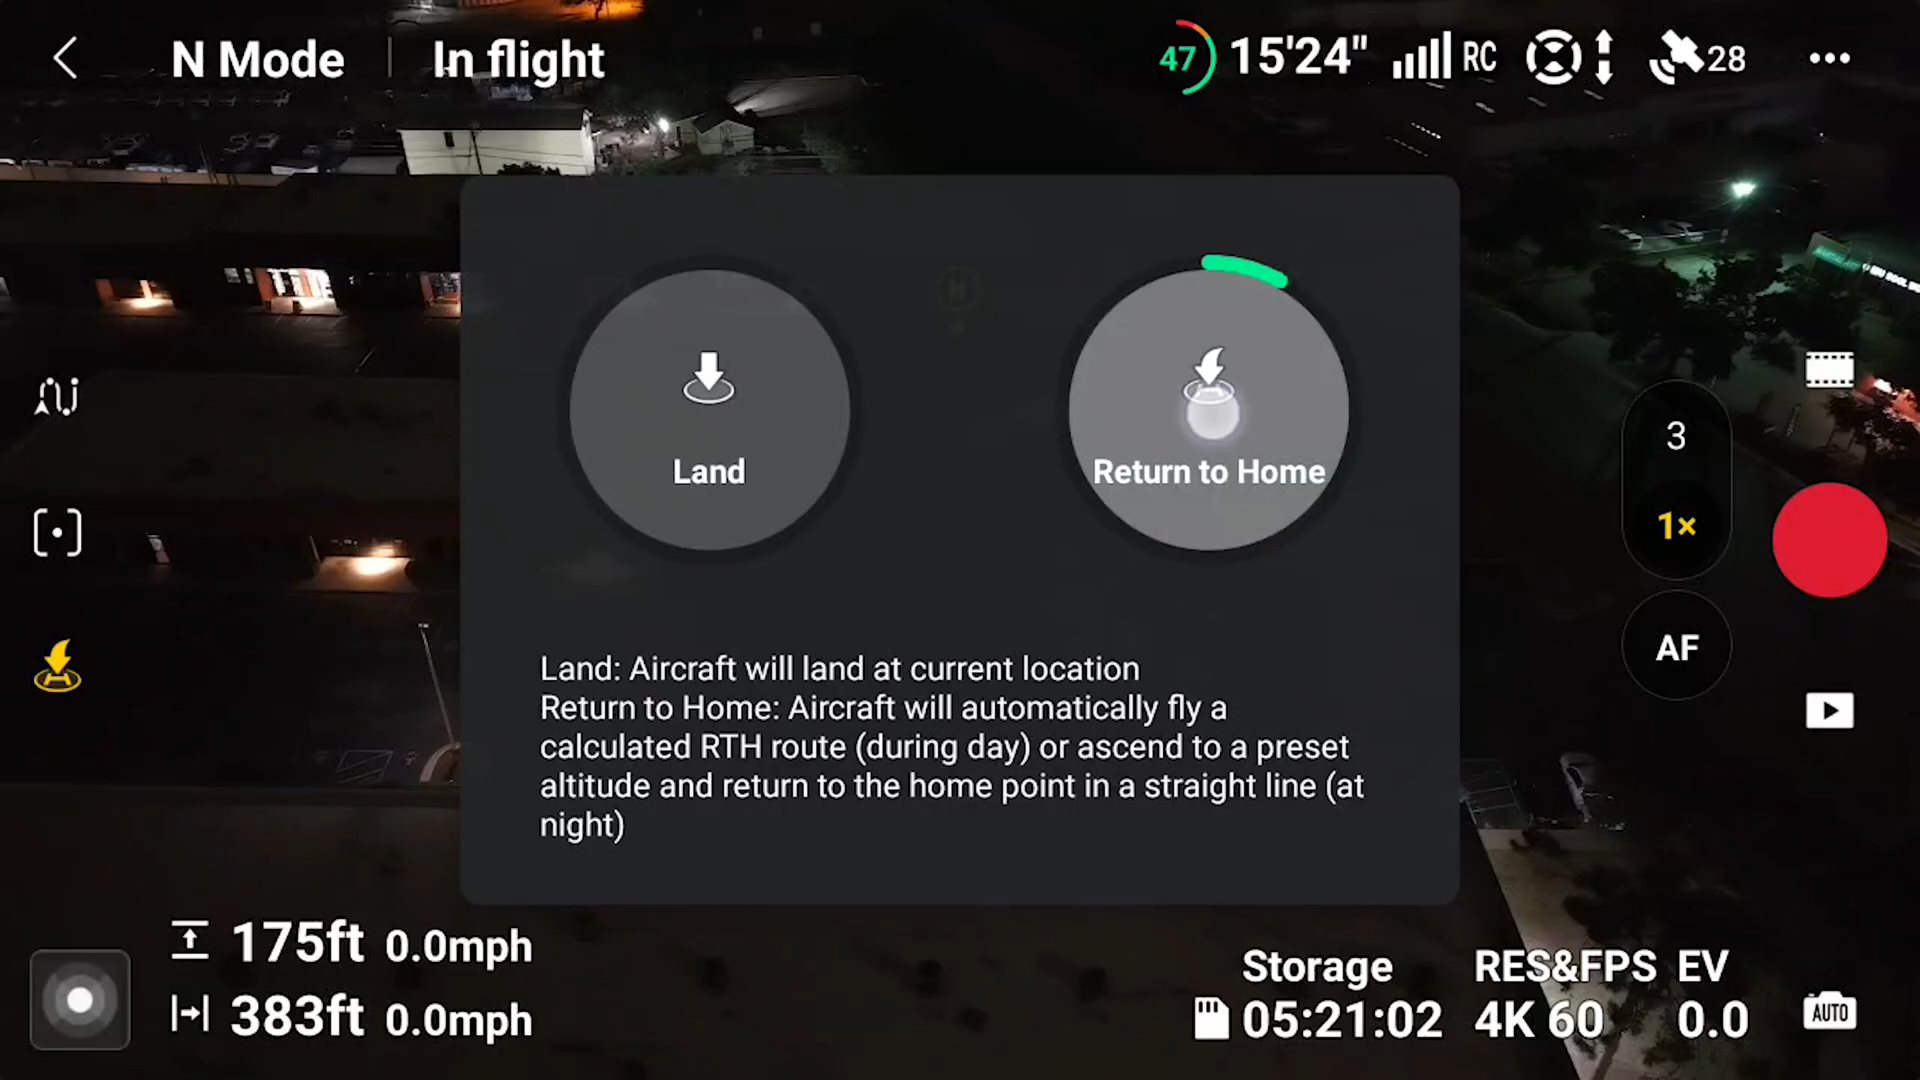 N Mode | In flight
47 15'24" RC 28
3
1×
AF
Land
Return to Home
Land: Aircraft will land at current location
Return to Home: Aircraft will automatically fly a
calculated RTH route (during day) or ascend to a preset
altitude and return to the home point in a straight line (at
night)
175ft 0.0mph
383ft 0.0mph
Storage RES&FPS EV
05:21:02 4K 60 0.0
AUTO